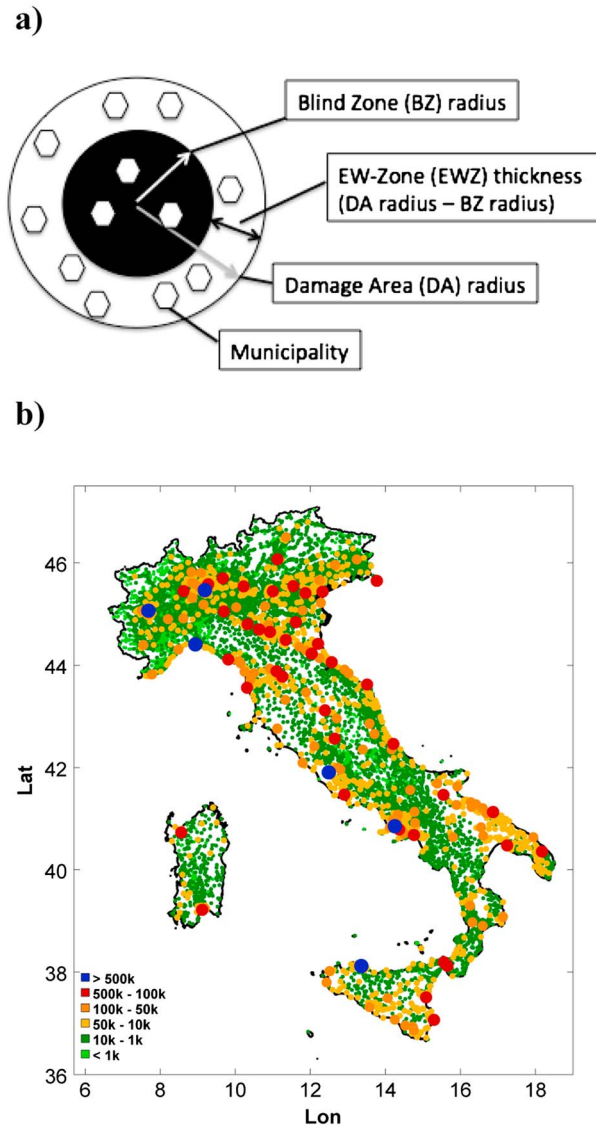 a)
Blind Zone (BZ) radius
EW-Zone (EWZ) thickness
(DA radius – BZ radius)
Damage Area (DA) radius
Municipality
b)
46
44
42
40
38
36
Lat
> 500k
500k - 100k
100k - 50k
50k - 10k
10k - 1k
< 1k
6 8 10 12 14 16 18
Lon